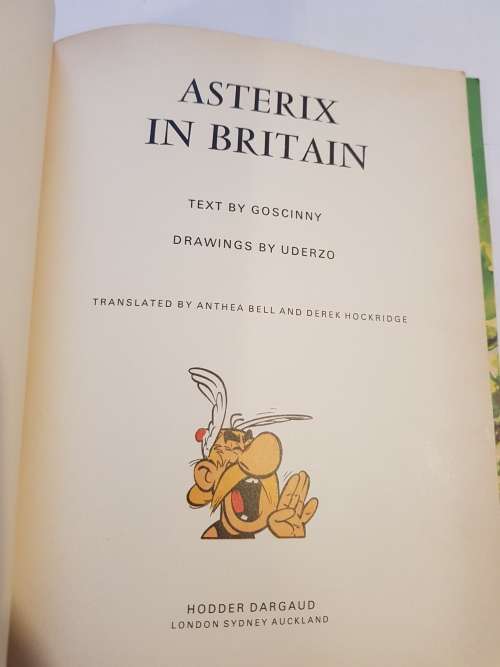 ASTERIX
IN BRITAIN
TEXT BY GOSCINNY
DRAWINGS BY UDERZO
TRANSLATED BY ANTHEA BELL AND DEREK HOCKRIDGE
HODDER DARGAUD
LONDON SYDNEY AUCKLAND